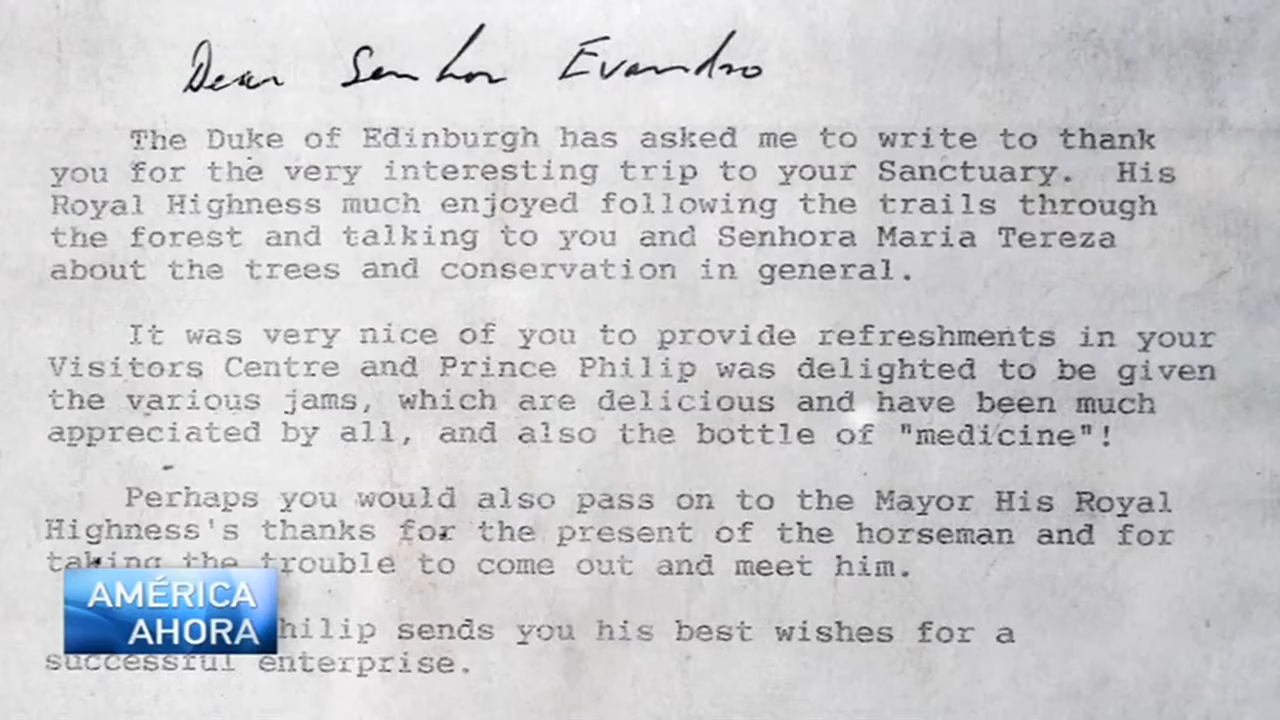 Dear Senhor Evandro
The Duke of Edinburgh has asked me to write to thank
you for the very interesting trip to your Sanctuary. His
Royal Highness much enjoyed following the trails through
the forest and talking to you and Senhora Maria Tereza
about the trees and conservation in general.
It was very nice of you to provide refreshments in your
Visitors Centre and Prince Philip was delighted to be given
the various jams, which are delicious and have been much
appreciated by all, and also the bottle of "medicine"!
Perhaps you would also pass on to the Mayor His Royal
Highness's thanks for the present of the horseman and for
taking the trouble to come out and meet him.
hilip sends you his best wishes for a
successful enterprise.
AMÉRICA
AHORA